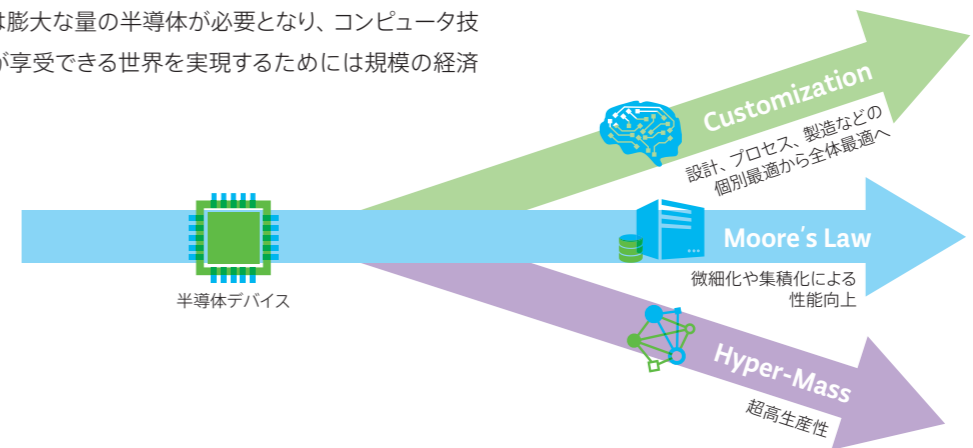 は膨大な量の半導体が必要となり、コンピュータ技
が享受できる世界を実現するためには規模の経済
Customization
設計、プロセス、製造などの
個別最適から全体最適へ
半導体デバイス
Moore's Law
微細化や集積化による
性能向上
Hyper-Mass
超高生産性